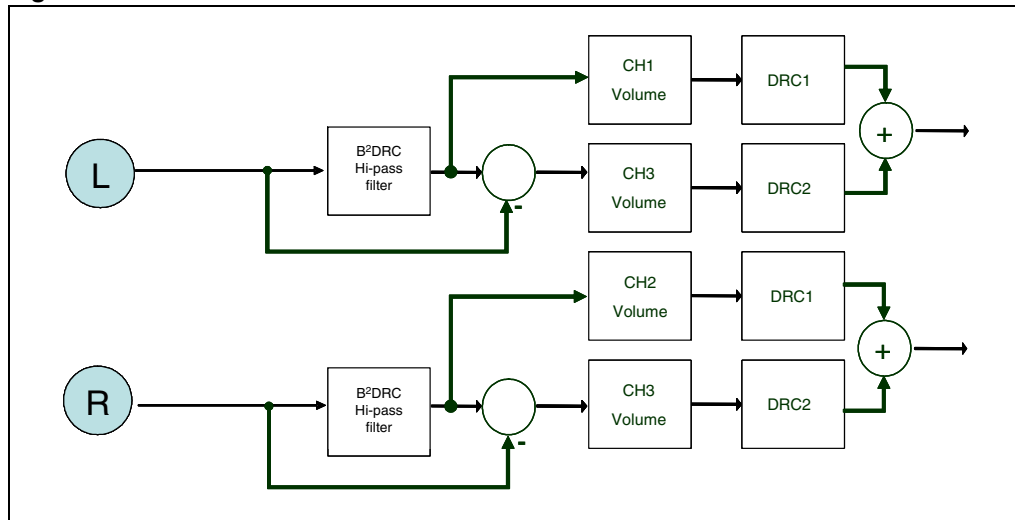 CH1
Volume
DRC1
+
L
B²DRC
Hi-pass
filter
-
CH3
Volume
DRC2
CH2
Volume
DRC1
+
R
B²DRC
Hi-pass
filter
-
CH3
Volume
DRC2